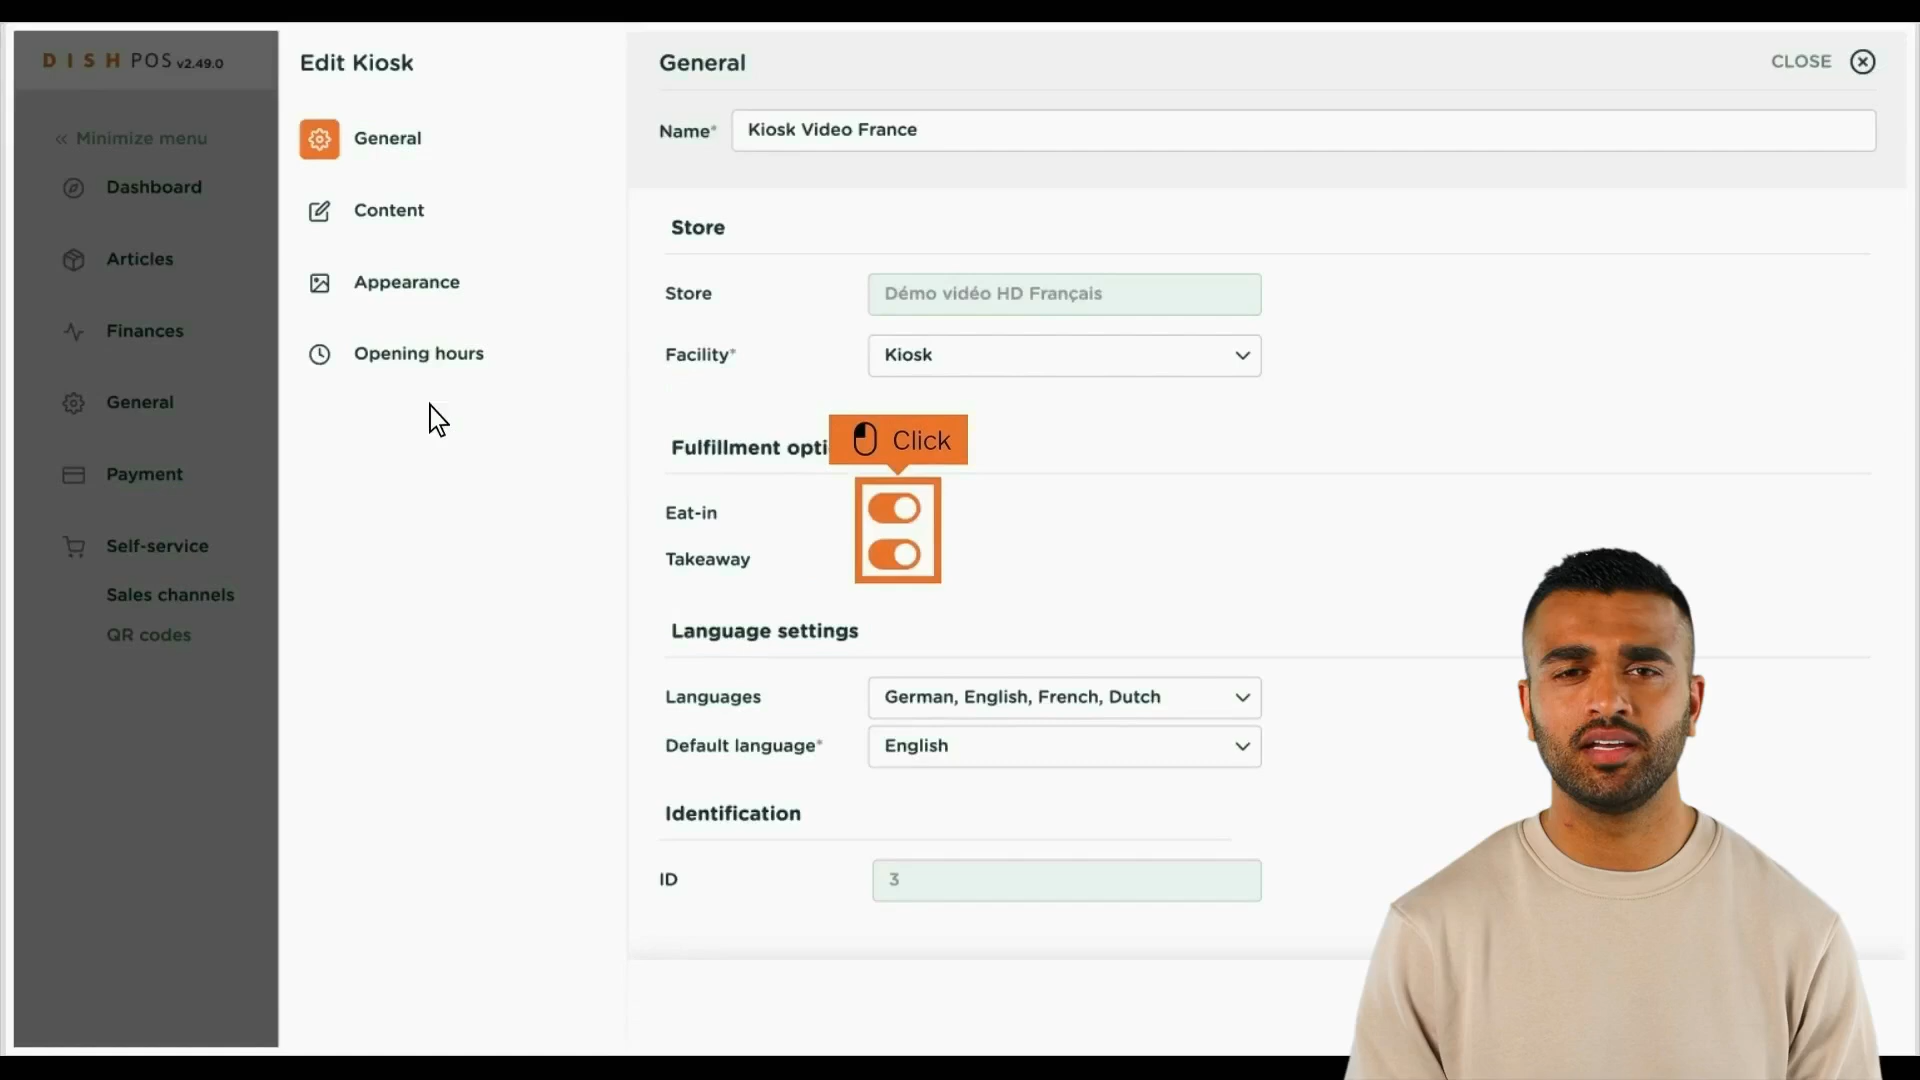 DISH POS v2.49.0
« Minimize menu
Dashboard
Articles
Finances
General
Payment
Self-service
Sales channels
QR codes
Edit Kiosk
General
Content
Appearance
Opening hours
General
CLOSE
Name* Kiosk Video France
Store
Store Démo vidéo HD Français
Facility* Kiosk
Fulfillment opti
Click
Eat-in
Takeaway
Language settings
Languages German, English, French, Dutch
Default language* English
Identification
ID 3